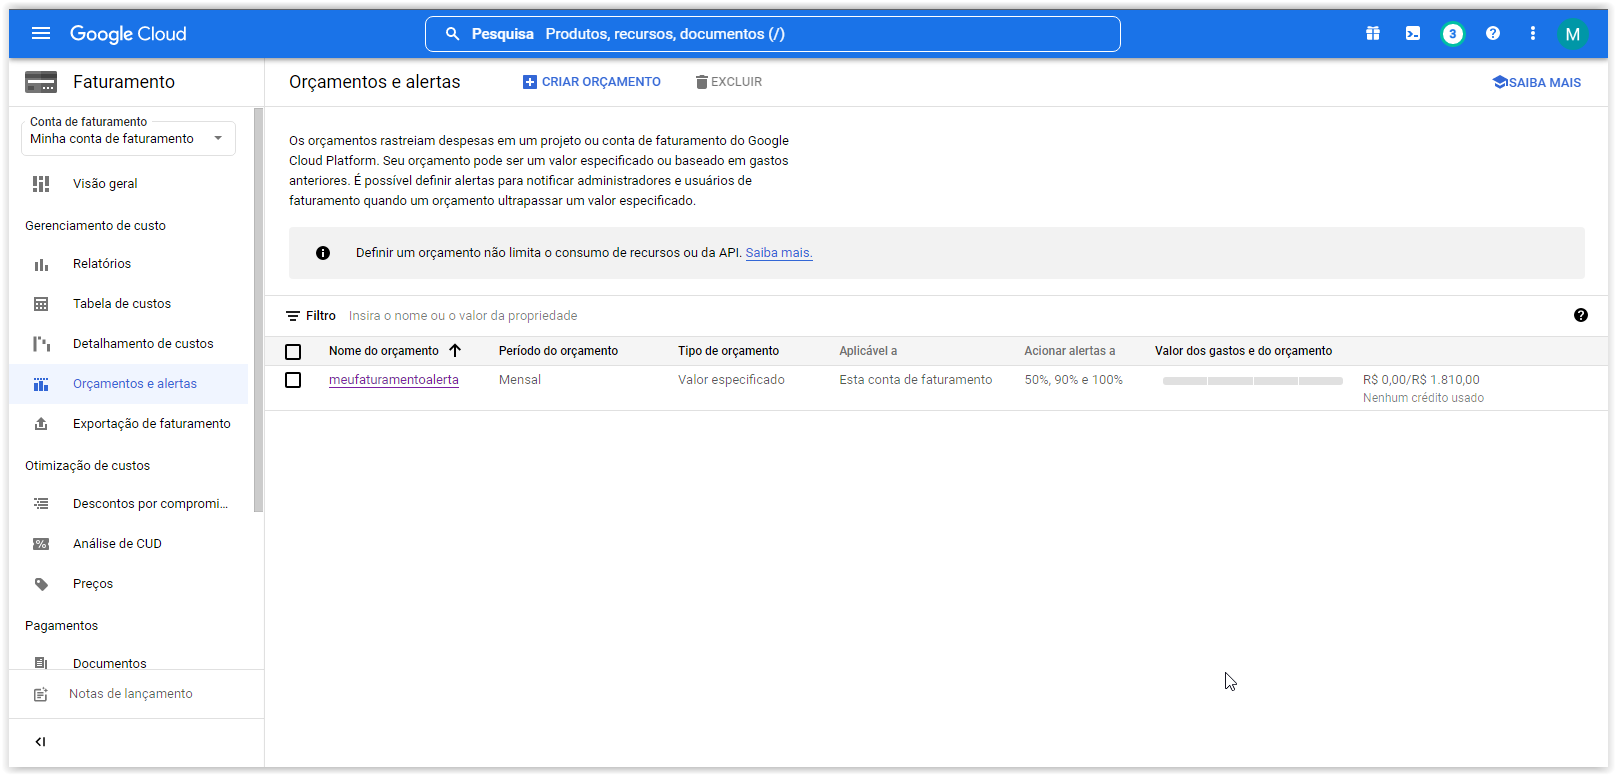 Google Cloud
Pesquisa Produtos, recursos, documentos (/)
3
M
Faturamento
Orçamentos e alertas
CRIAR ORÇAMENTO
EXCLUIR
SAIBA MAIS
Conta de faturamento
Minha conta de faturamento
Visão geral
Gerenciamento de custo
Relatórios
Tabela de custos
Detalhamento de custos
Orçamentos e alertas
Exportação de faturamento
Otimização de custos
Descontos por compromi...
Análise de CUD
Preços
Pagamentos
Documentos
Notas de lançamento
Os orçamentos rastreiam despesas em um projeto ou conta de faturamento do Google
Cloud Platform. Seu orçamento pode ser um valor especificado ou baseado em gastos
anteriores. É possível definir alertas para notificar administradores e usuários de
faturamento quando um orçamento ultrapassar um valor especificado.
Definir um orçamento não limita o consumo de recursos ou da API. Saiba mais.
Filtro Insira o nome ou o valor da propriedade
Nome do orçamento Período do orçamento Tipo de orçamento Aplicável a Acionar alertas a Valor dos gastos e do orçamento
meufaturamentoalerta Mensal Valor especificado Esta conta de faturamento 50%, 90% e 100% R$ 0,00/R$ 1.810,00
Nenhum crédito usado